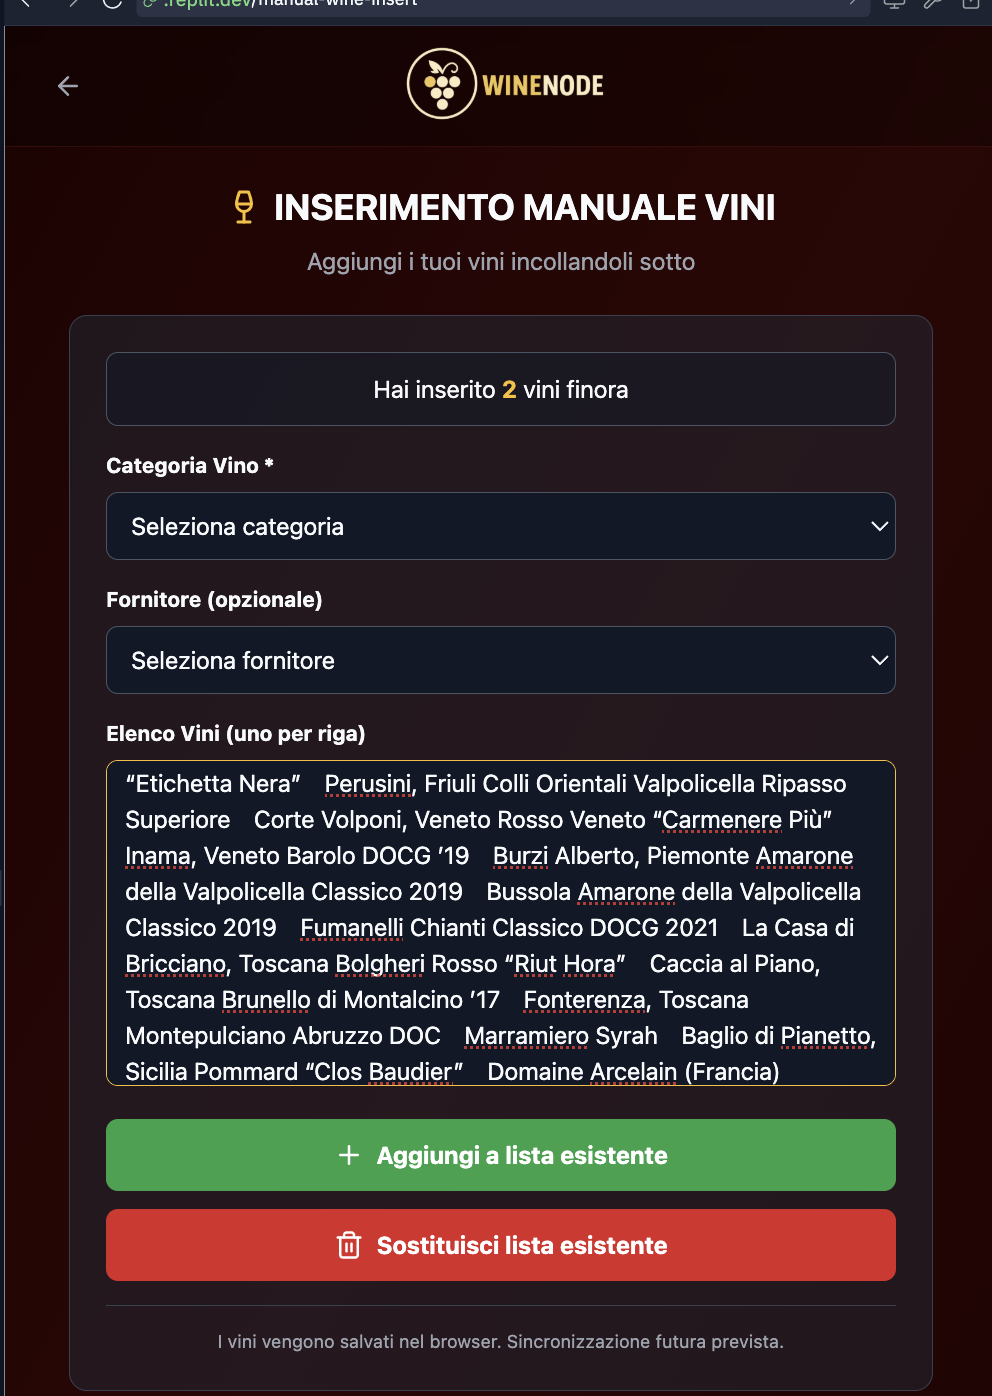 .replit.dev/manual-wine-insert
WINENODE
INSERIMENTO MANUALE VINI
Aggiungi i tuoi vini incollandoli sotto
Hai inserito 2 vini finora
Categoria Vino *
Seleziona categoria
Fornitore (opzionale)
Seleziona fornitore
Elenco Vini (uno per riga)
“Etichetta Nera” Perusini, Friuli Colli Orientali Valpolicella Ripasso
Superiore Corte Volponi, Veneto Rosso Veneto “Carmenere Più”
Inama, Veneto Barolo DOCG ’19 Burzi Alberto, Piemonte Amarone
della Valpolicella Classico 2019 Bussola Amarone della Valpolicella
Classico 2019 Fumanelli Chianti Classico DOCG 2021 La Casa di
Bricciano, Toscana Bolgheri Rosso “Riut Hora” Caccia al Piano,
Toscana Brunello di Montalcino ’17 Fonterenza, Toscana
Montepulciano Abruzzo DOC Marramiero Syrah Baglio di Pianetto,
Sicilia Pommard “Clos Baudier” Domaine Arcelain (Francia)
Aggiungi a lista esistente
Sostituisci lista esistente
I vini vengono salvati nel browser. Sincronizzazione futura prevista.